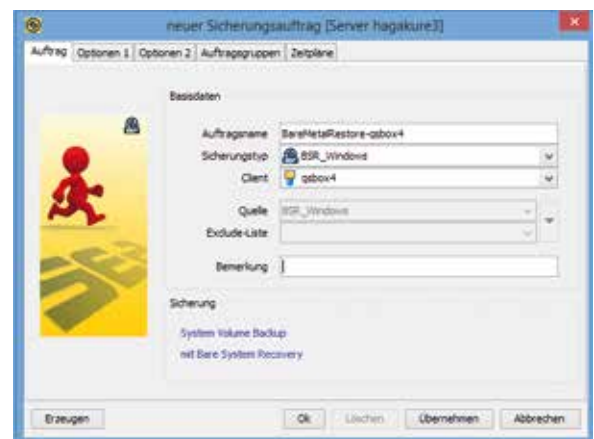 neuer Sicherungsauftrag [Server hagakure3]
Auftrag Optionen 1 Optionen 2 Auftragsgruppen Zeitpläne
Basisdaten
Auftragsname BareMetalRestore-qsbox4
Sicherungstyp BSR_Windows
Client qsbox4
Quelle BSR_Windows
Exclude-Liste
Bemerkung
Sicherung
System Volume Backup
mit Bare System Recovery
Erzeugen Ok Löschen Übernehmen Abbrechen